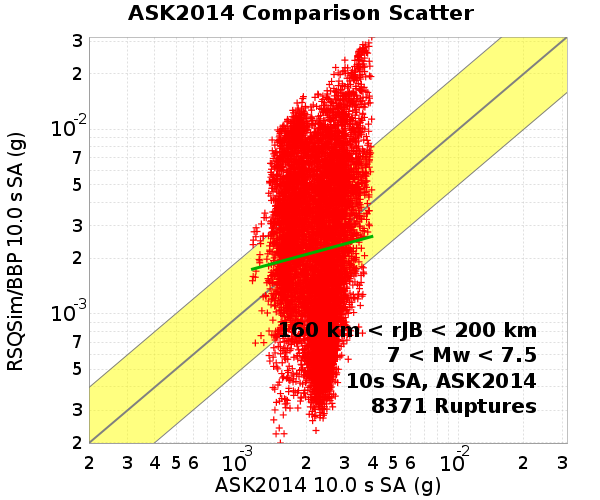 ASK2014 Comparison Scatter
3
2
10-2
7
5
3
2
10-3
7
5
3
2
RSQSim/BBP 10.0 s SA (g)
160 km < rJB < 200 km
7 < Mw < 7.5
10s SA, ASK2014
8371 Ruptures
2 3 4 5 6 10-3 2 3 4 5 6 10-2 2 3
ASK2014 10.0 s SA (g)